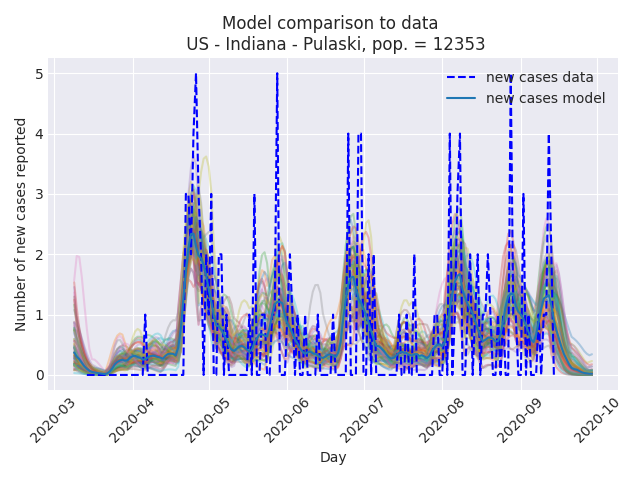 Model comparison to data
US - Indiana - Pulaski, pop. = 12353
new cases data
new cases model
Number of new cases reported
5
4
3
2
1
0
2020-03
2020-04
2020-05
2020-06
2020-07
2020-08
2020-09
2020-10
Day